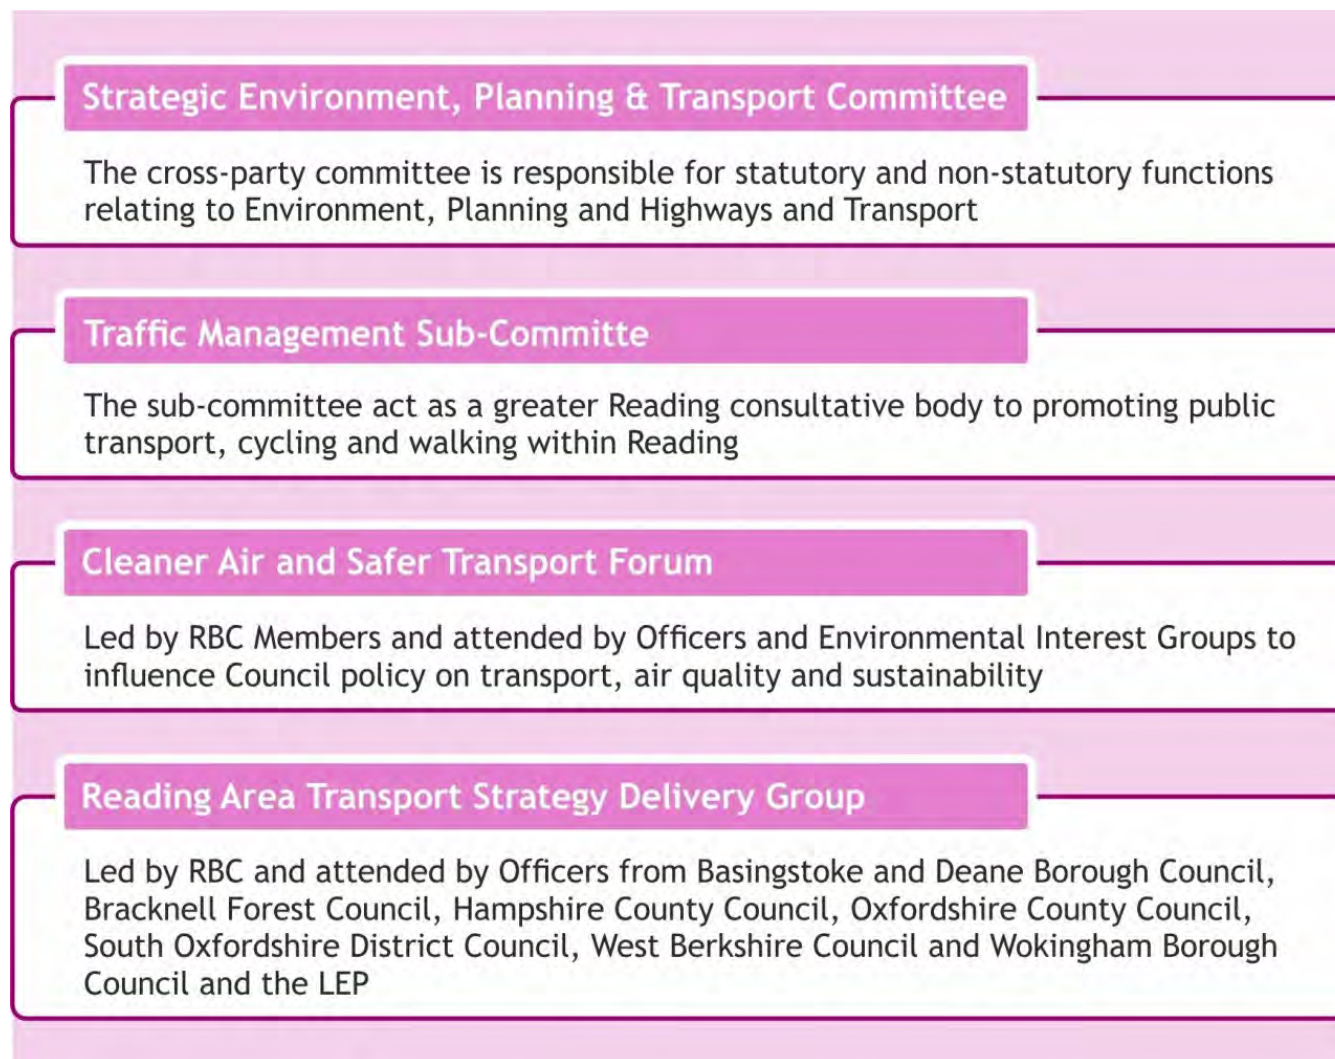 Strategic Environment, Planning & Transport Committee
The cross-party committee is responsible for statutory and non-statutory functions
relating to Environment, Planning and Highways and Transport
Traffic Management Sub-Committe
The sub-committee act as a greater Reading consultative body to promoting public
transport, cycling and walking within Reading
Cleaner Air and Safer Transport Forum
Led by RBC Members and attended by Officers and Environmental Interest Groups to
influence Council policy on transport, air quality and sustainability
Reading Area Transport Strategy Delivery Group
Led by RBC and attended by Officers from Basingstoke and Deane Borough Council,
Bracknell Forest Council, Hampshire County Council, Oxfordshire County Council,
South Oxfordshire District Council, West Berkshire Council and Wokingham Borough
Council and the LEP